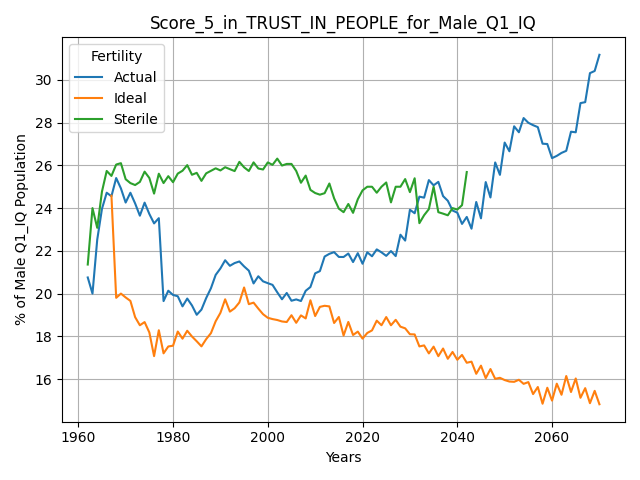 Score_5_in_TRUST_IN_PEOPLE_for_Male_Q1_IQ
Fertility
Actual
Ideal
Sterile
% of Male Q1_IQ Population
30
28
26
24
22
20
18
16
1960
1980
2000
2020
2040
2060
Years